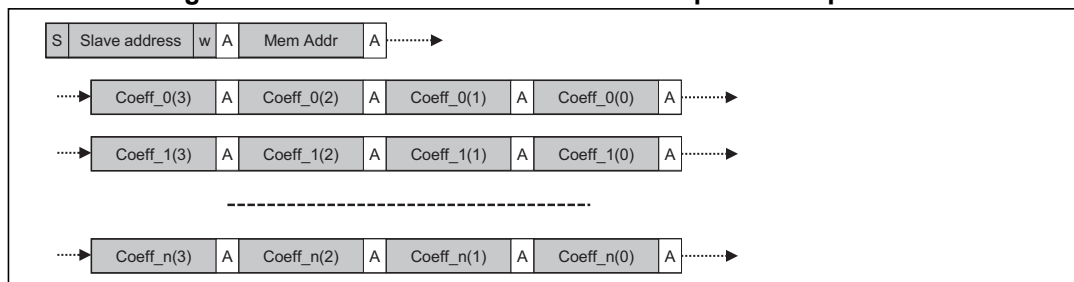 S Slave address w A Mem Addr A
Coeff_0(3) A Coeff_0(2) A Coeff_0(1) A Coeff_0(0) A
Coeff_1(3) A Coeff_1(2) A Coeff_1(1) A Coeff_1(0) A
Coeff_n(3) A Coeff_n(2) A Coeff_n(1) A Coeff_n(0) A